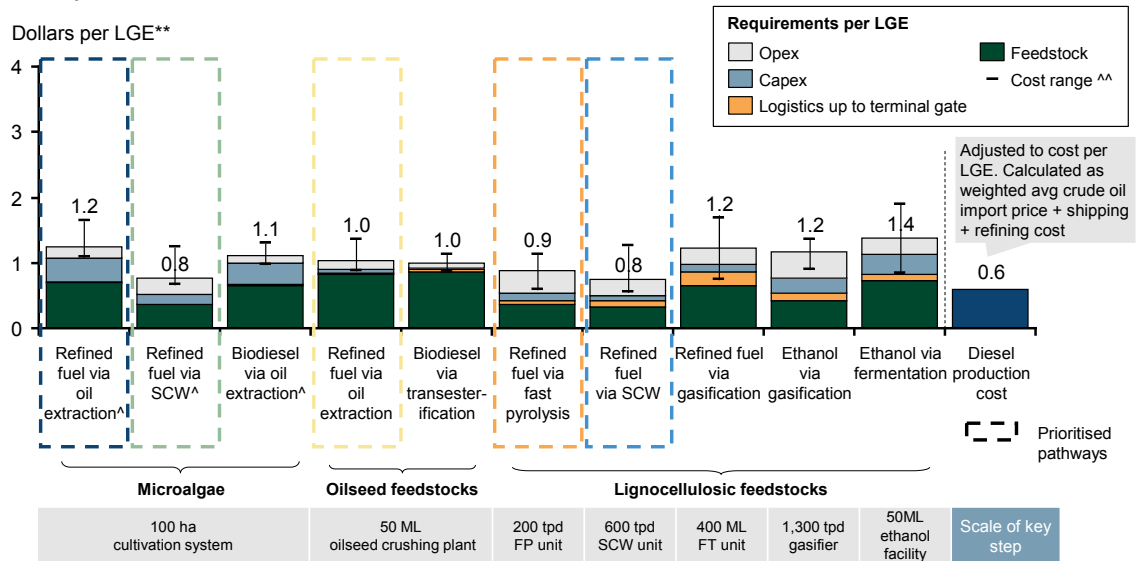 Dollars per LGE**
Requirements per LGE
Opex
Feedstock
Capex
Cost range ^^
Logistics up to terminal gate
4
3
2
1
0
Adjusted to cost per
LGE. Calculated as
weighted avg crude oil
import price + shipping
+ refining cost
1.2
0.8
1.1
1.0
1.0
0.9
0.8
1.2
1.2
1.4
0.6
Refined
fuel via
oil
extraction^
Refined
fuel via
SCW^
Biodiesel
via oil
extraction^
Refined
fuel via
oil
extraction
Biodiesel
via
transester-
ification
Refined
fuel via
fast
pyrolysis
Refined
fuel
via SCW
Refined fuel
via
gasification
Ethanol
via
gasification
Ethanol via
fermentation
Diesel
production
cost
Prioritised
pathways
Microalgae
Oilseed feedstocks
Lignocellulosic feedstocks
100 ha
cultivation system
50 ML
oilseed crushing plant
200 tpd
FP unit
600 tpd
SCW unit
400 ML
FT unit
1,300 tpd
gasifier
50ML
ethanol
facility
Scale of key
step